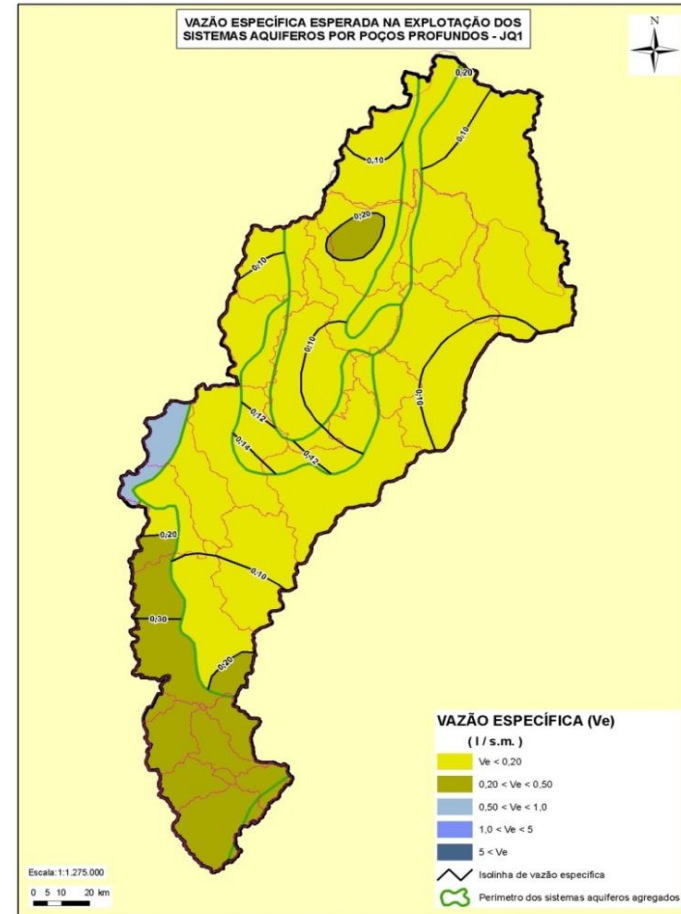 VAZÃO ESPECÍFICA ESPERADA NA EXPLOTAÇÃO DOS
SISTEMAS AQUIFEROS POR POÇOS PROFUNDOS - JQ1
N
0,20
0,10
0,10
0,20
0,10
0,10
0,10
0,12
0,14
0,12
0,20
0,10
0,30
0,20
VAZÃO ESPECÍFICA (Ve)
( l / s.m. )
Ve < 0,20
0,20 < Ve < 0,50
0,50 < Ve < 1,0
1,0 < Ve < 5
5 < Ve
Isolinha de vazão específica
Perímetro dos sistemas aquíferos agregados
Escala:1:1.275.000
0 5 10 20 km